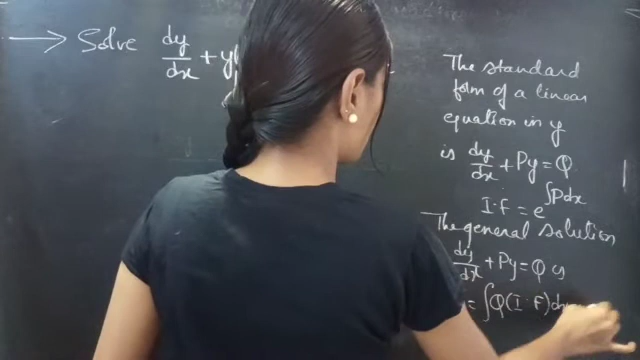 → Solve dy/dx + y
The standard
form of a linear
equation in y
is dy/dx + Py = Q
I.F = e^∫Pdx
The general solution
dy/dx + Py = Q is
= ∫Q(I.F)dx